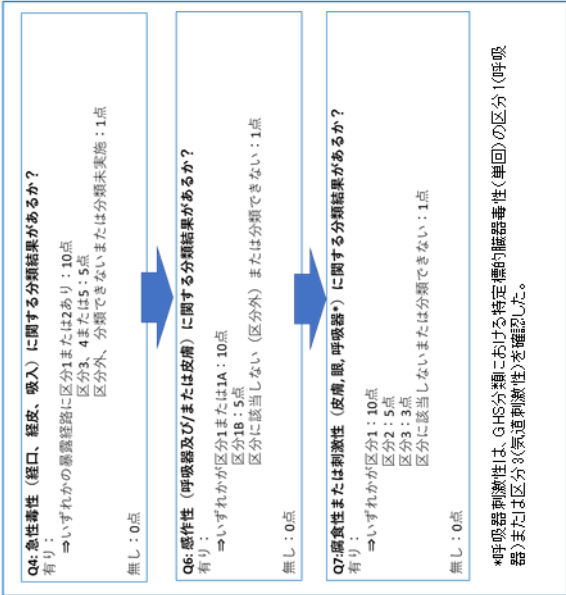 Q4: 急性毒性（経口、経皮、吸入）に関する分類結果があるか？
有り：
⇒いずれかの暴露経路に区分1または2あり：10点
区分3、4または5：5点
区分外、分類できないまたは分類未実施：1点
無し：0点
Q6: 感作性（呼吸器及び/または皮膚）に関する分類結果があるか？
有り：
⇒いずれかが区分1または1A：10点
区分1B：5点
区分に該当しない（区分外）または分類できない：1点
無し：0点
Q7:腐食性または刺激性（皮膚,眼,呼吸器*）に関する分類結果があるか？
有り：
⇒いずれかが区分1：10点
区分2：5点
区分3：3点
区分に該当しないまたは分類できない：1点
無し：0点
*呼吸器刺激性は、GHS分類における特定標的臓器毒性(単回)の区分1(呼吸
器)または区分3(気道刺激性)を確認した。